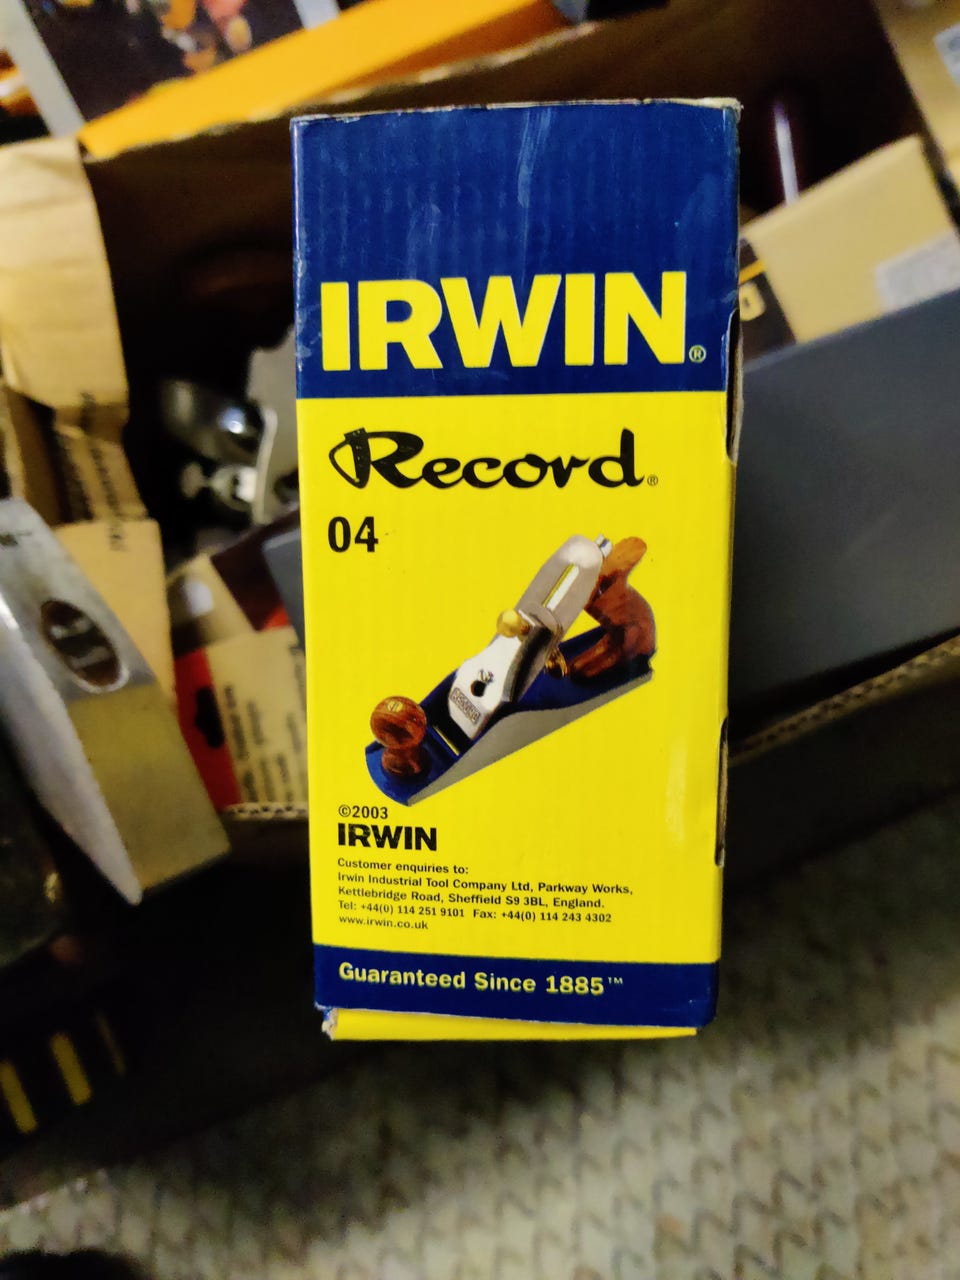 IRWIN®
Record®
04
©2003
IRWIN
Customer enquiries to:
Irwin Industrial Tool Company Ltd, Parkway Works,
Kettlebridge Road, Sheffield S9 3BL, England.
Tel: +44(0) 114 251 9101 Fax: +44(0) 114 243 4302
www.irwin.co.uk
Guaranteed Since 1885™